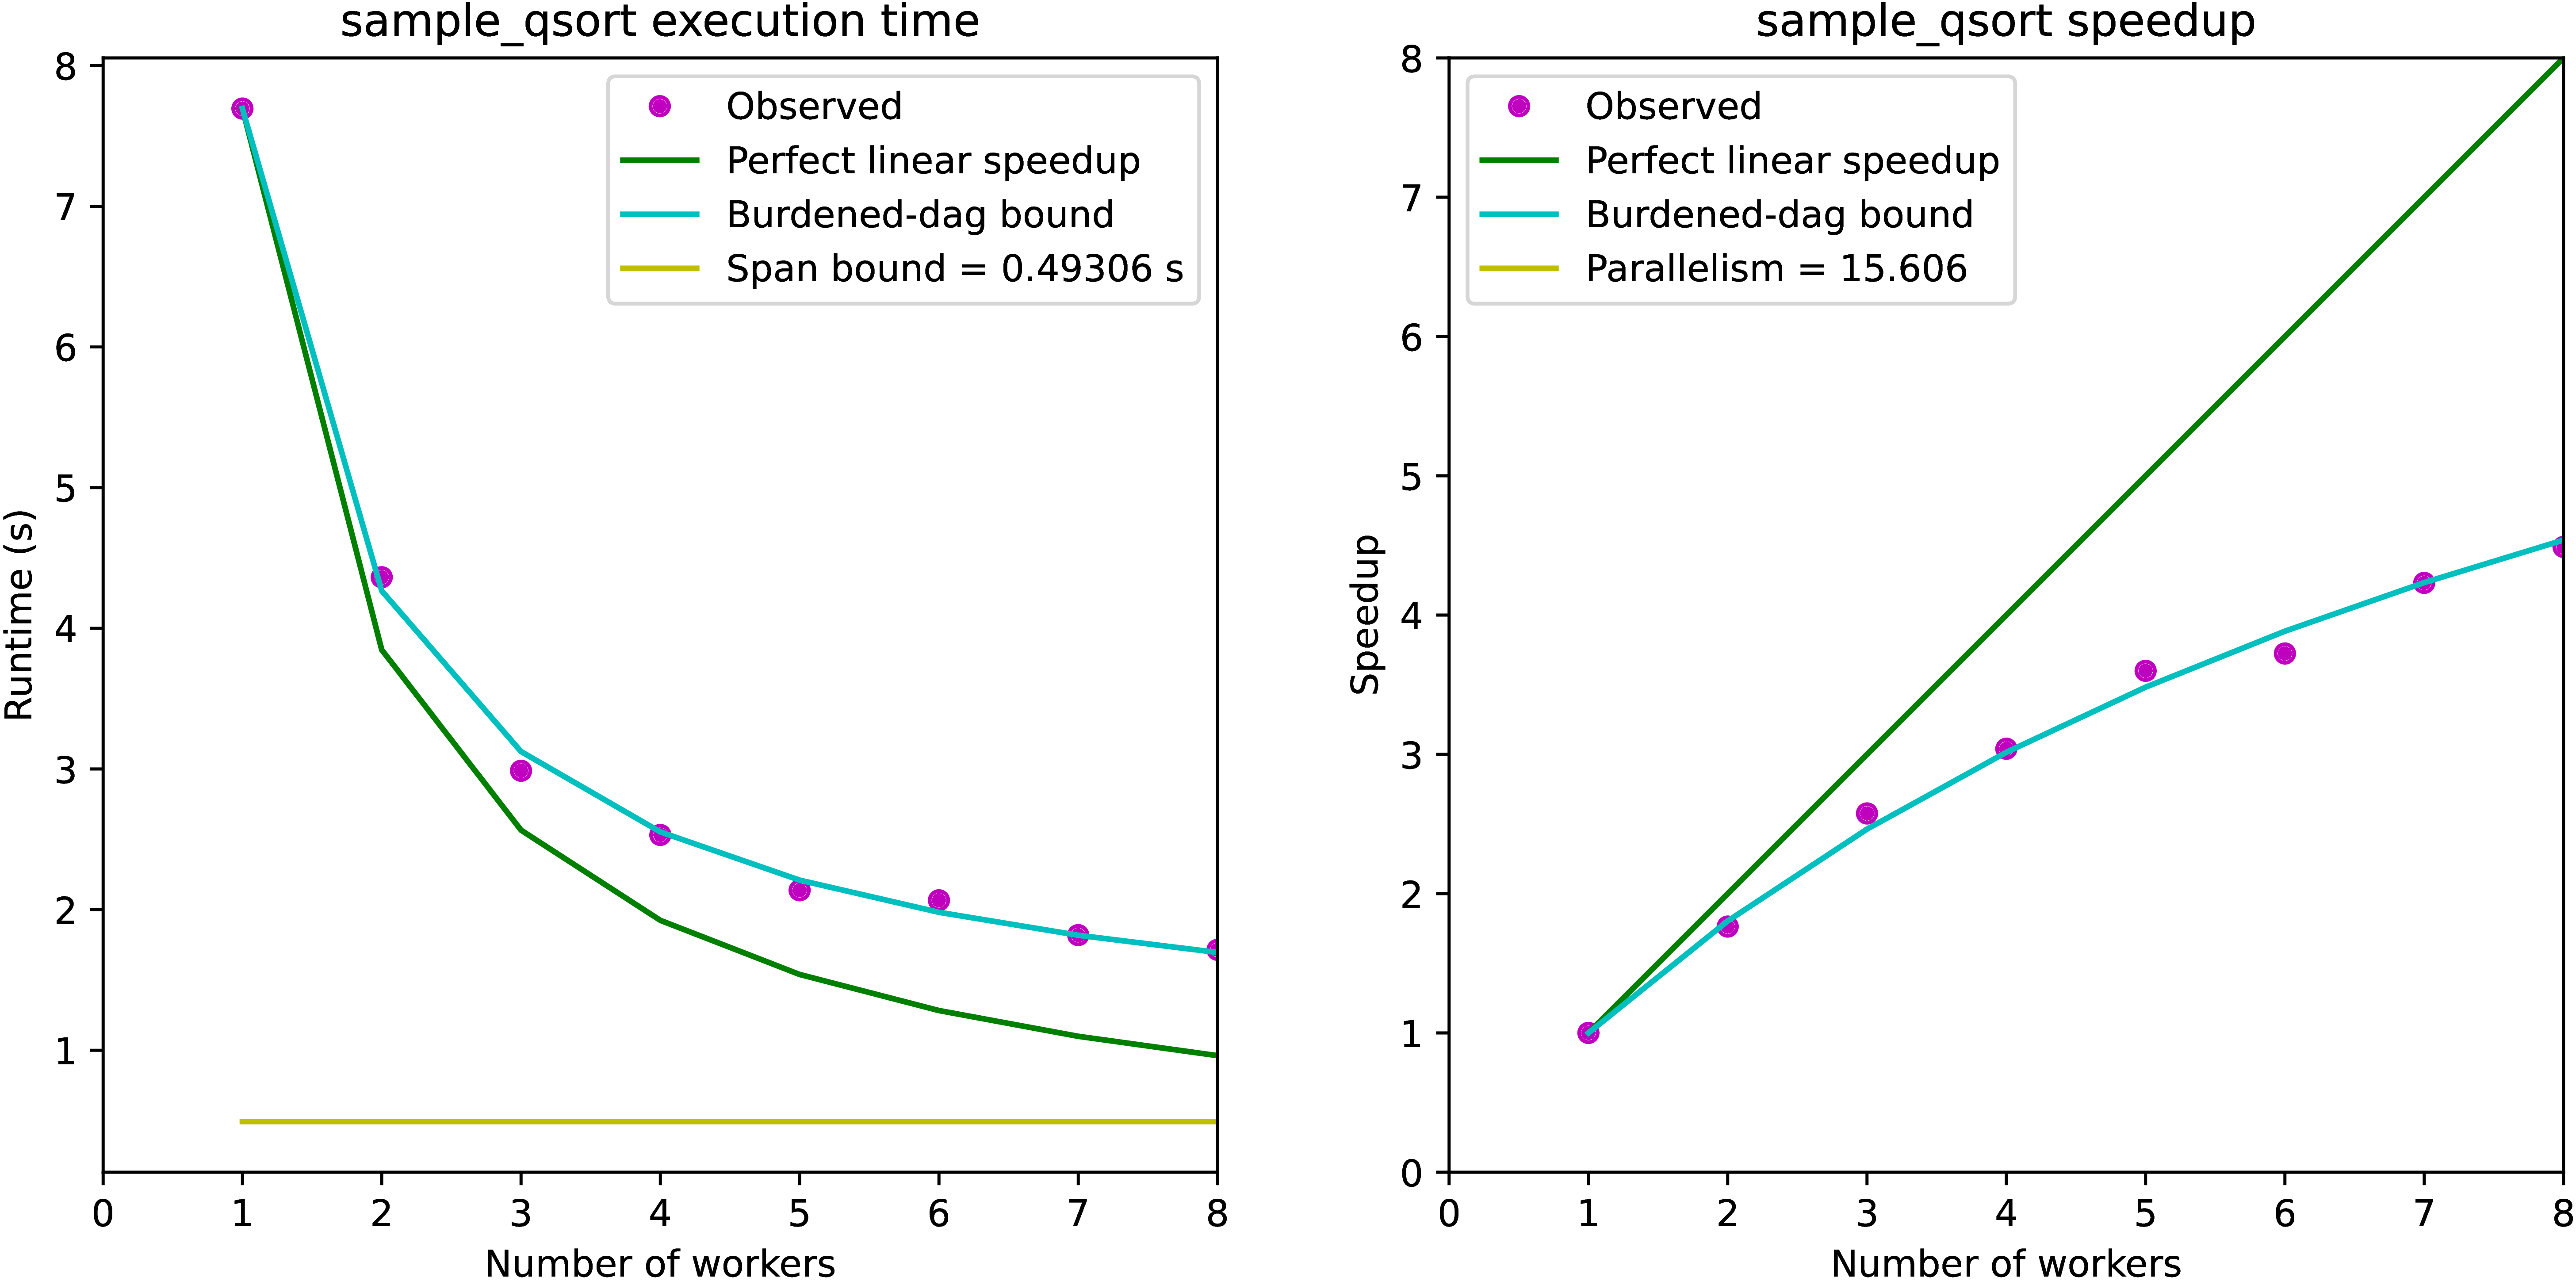 sample_qsort execution time
8
7
6
5
4
3
2
1
Runtime (s)
Observed
Perfect linear speedup
Burdened-dag bound
Span bound = 0.49306 s
0 1 2 3 4 5 6 7 8
Number of workers
sample_qsort speedup
8
7
6
5
4
3
2
1
0
Speedup
Observed
Perfect linear speedup
Burdened-dag bound
Parallelism = 15.606
0 1 2 3 4 5 6 7 8
Number of workers